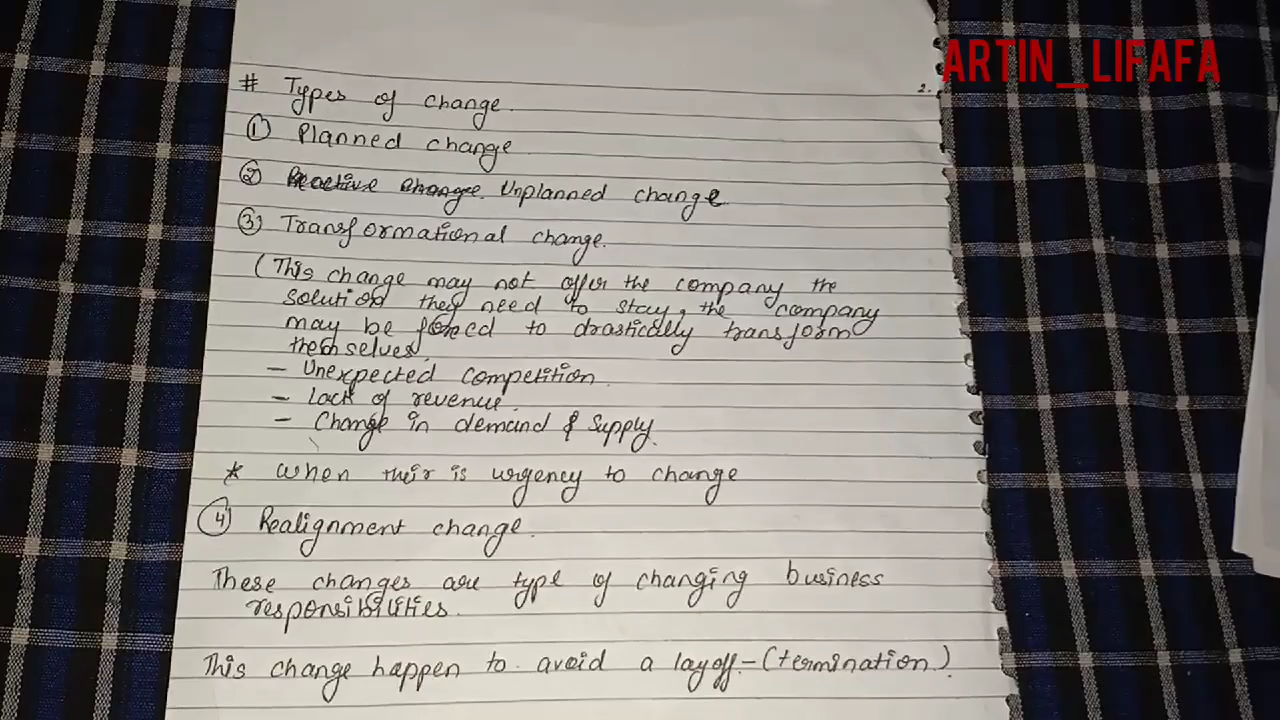 ARTIN_LIFAFA
2.
# Types of change.
① Planned change
② Reactive change. Unplanned change
③ Transformational change.
(This change may not offer the company the
solution they need to stay, the company
may be forced to drastically transform
themselves.
- Unexpected competition.
- Lack of revenue.
- Change in demand & Supply.
* When their is urgency to change
④ Realignment change.
These changes are type of changing business
responsibilities.
This change happen to avoid a layoff-(termination).